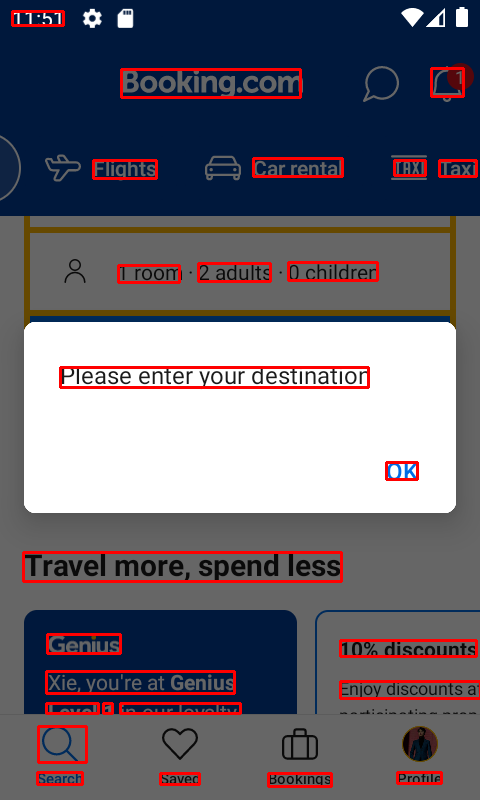 11:51
Booking.com
1
Flights Car rental TAXI Taxi
1 room · 2 adults · 0 children
Please enter your destination
OK
Travel more, spend less
Genius
10% discounts
Xie, you're at Genius
Enjoy discounts at
Level 1 in our loyalty
Search Saved Bookings Profile